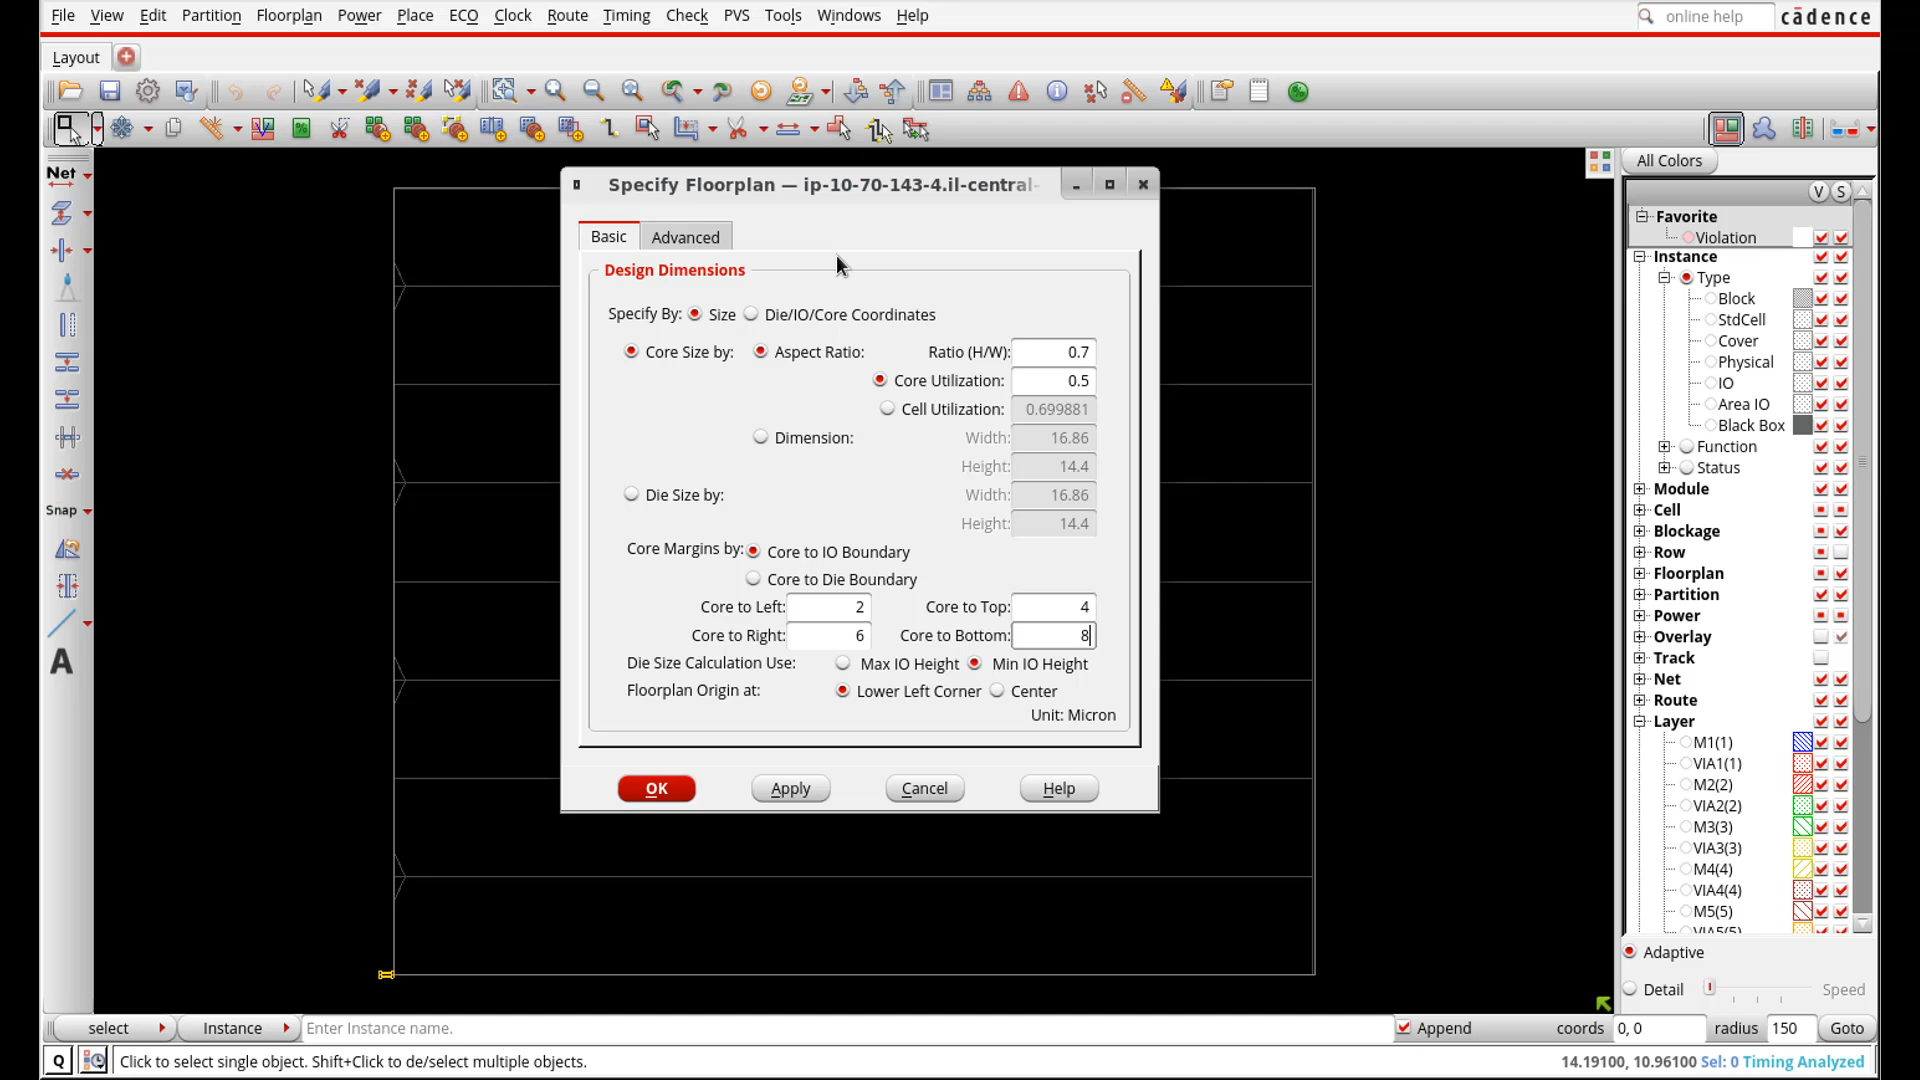 File View Edit Partition Floorplan Power Place ECO Clock Route Timing Check PVS Tools Windows Help
online help
cādence
Layout
Net
Snap
A
Specify Floorplan — ip-10-70-143-4.il-central-
Basic Advanced
Design Dimensions
Specify By: Size Die/IO/Core Coordinates
Core Size by: Aspect Ratio: Ratio (H/W): 0.7
Core Utilization: 0.5
Cell Utilization: 0.699881
Dimension: Width: 16.86
Height: 14.4
Die Size by: Width: 16.86
Height: 14.4
Core Margins by: Core to IO Boundary
Core to Die Boundary
Core to Left: 2 Core to Top: 4
Core to Right: 6 Core to Bottom: 8
Die Size Calculation Use: Max IO Height Min IO Height
Floorplan Origin at: Lower Left Corner Center
Unit: Micron
OK Apply Cancel Help
All Colors
V S
Favorite
Violation
Instance
Type
Block
StdCell
Cover
Physical
IO
Area IO
Black Box
Function
Status
Module
Cell
Blockage
Row
Floorplan
Partition
Power
Overlay
Track
Net
Route
Layer
M1(1)
VIA1(1)
M2(2)
VIA2(2)
M3(3)
VIA3(3)
M4(4)
VIA4(4)
M5(5)
VIA5(5)
Adaptive
Detail Speed
select Instance Enter Instance name. Append coords 0, 0 radius 150 Goto
Q Click to select single object. Shift+Click to de/select multiple objects. 14.19100, 10.96100 Sel: 0 Timing Analyzed